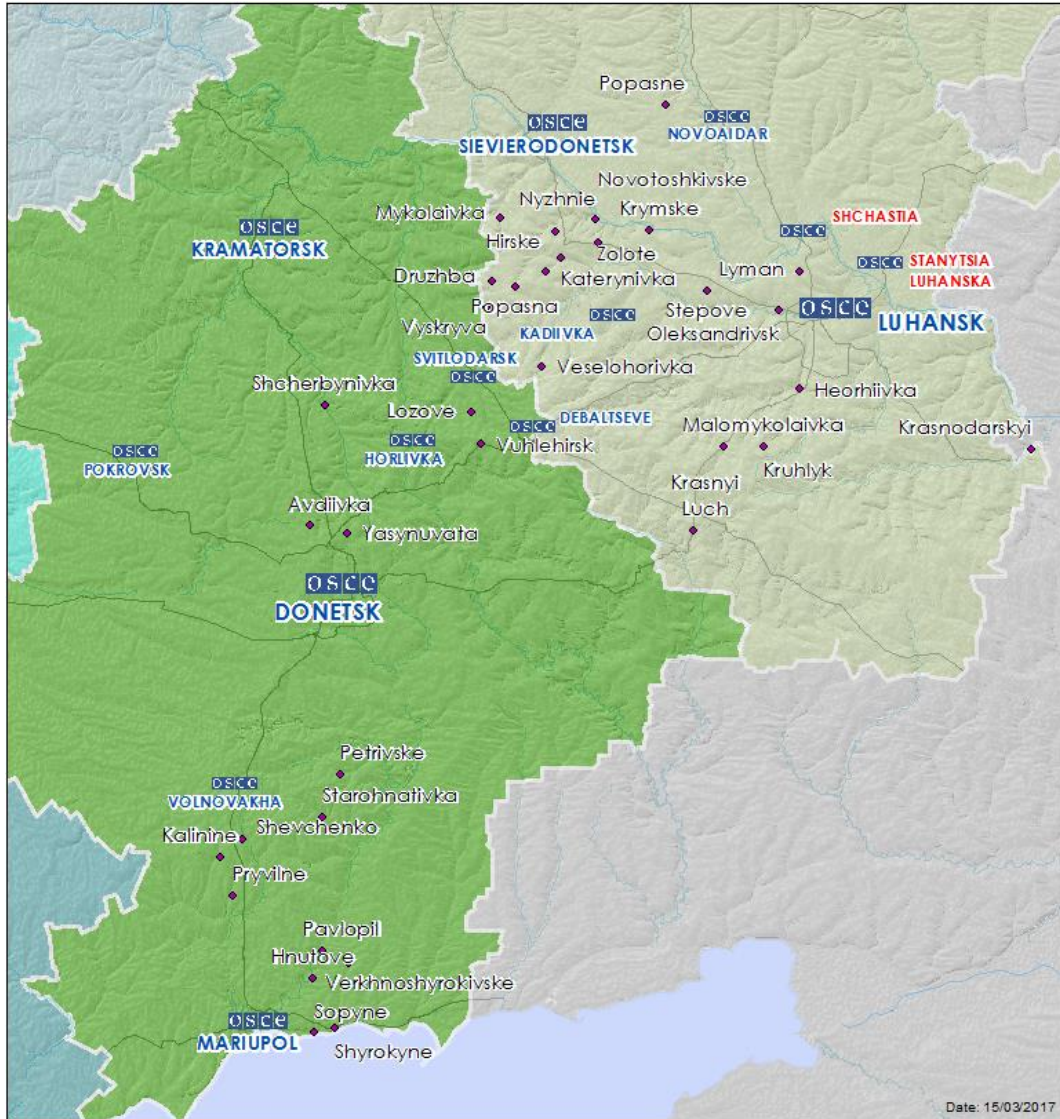 Popasne
osce
NOVOAIDAR
osce
SIEVIERODONETSK
Novotoshkivske
Nyzhnie
Krymske
Mykolaivka
SHCHASTIA
osce
osce
KRAMATORSK
Hirske
Zolote
osce
STANYTSIA
LUHANSKA
Druzhba
Katerynivka
Lyman
Popasna
Stepove
osce
LUHANSK
Vyskryva
osce
KADIIVKA
Oleksandrivsk
SVITLODARSK
osce
Veselohorivka
Shcherbynivka
Heorhiivka
Lozove
osce
DEBALTSEVE
Malomykolaivka
Krasnodarskyi
osce
HORLIVKA
Vuhlehirsk
osce
POKROVSK
Kruhlyk
Krasnyi
Luch
Avdiivka
Yasynuvata
osce
DONETSK
Petrivske
osce
VOLNOVAKHA
Starohnativka
Kalinine
Shevchenko
Pryvilne
Pavlopil
Hnutove
Verkhnoshyrokivske
osce
MARIUPOL
Sopyne
Shyrokyne
Date: 15/03/2017